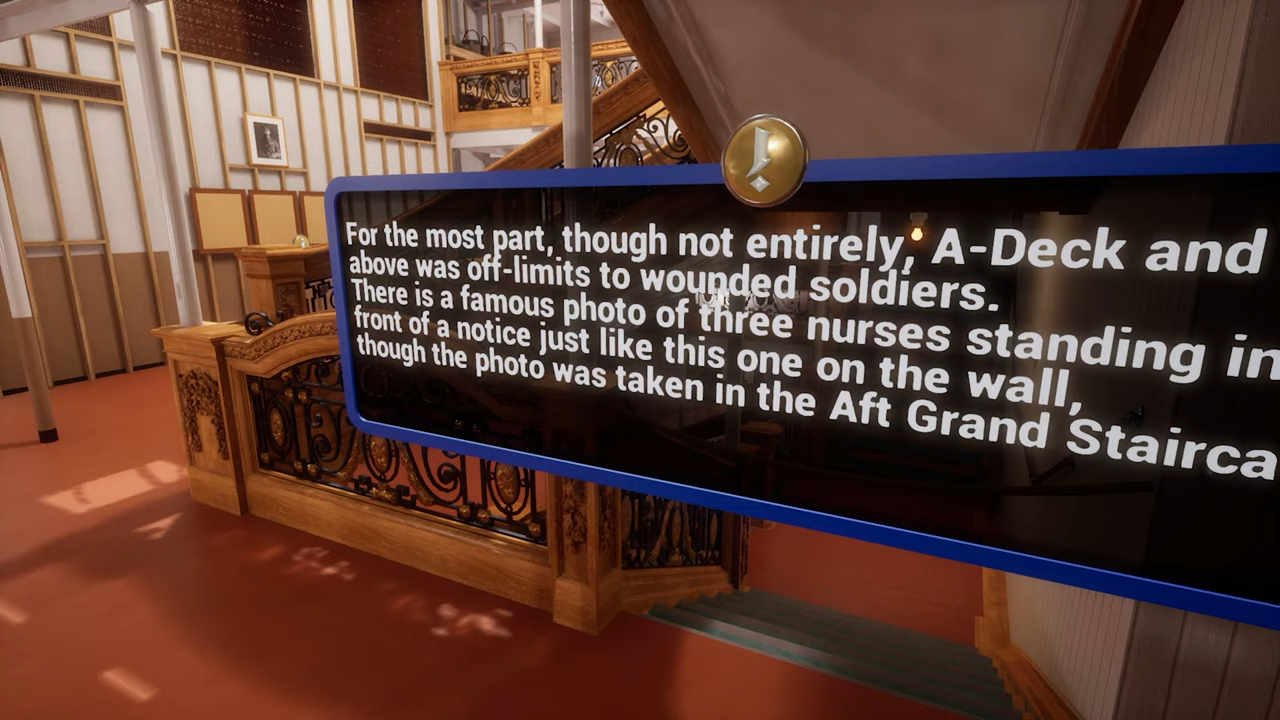 For the most part, though not entirely, A-Deck and
above was off-limits to wounded soldiers.
There is a famous photo of three nurses standing in
front of a notice just like this one on the wall,
though the photo was taken in the Aft Grand Stairca